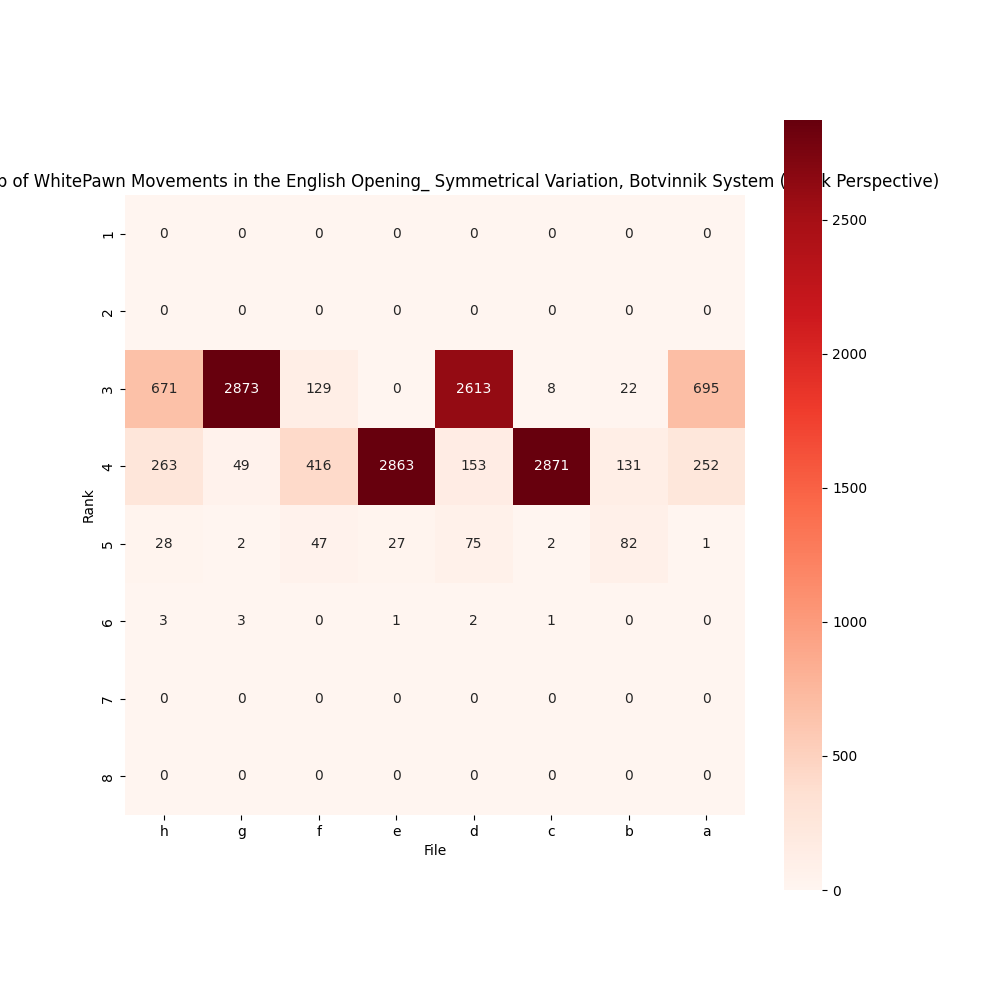 of WhitePawn Movements in the English Opening_ Symmetrical Variation, Botvinnik System ( Perspective)
1 0 0 0 0 0 0 0 0
2 0 0 0 0 0 0 0 0
3 671 2873 129 0 2613 8 22 695
4 263 49 416 2863 153 2871 131 252
5 28 2 47 27 75 2 82 1
6 3 3 0 1 2 1 0 0
7 0 0 0 0 0 0 0 0
8 0 0 0 0 0 0 0 0
h g f e d c b a
File
Rank
2500
2000
1500
1000
500
0